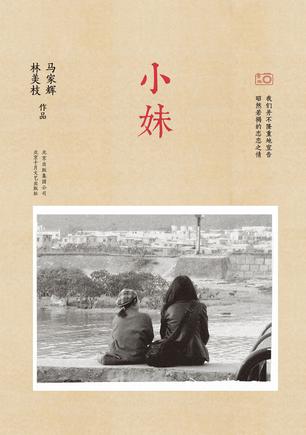 小妹
马家辉
林美枝
作品
我们并不隆重地宣告
昭然若揭的恋恋之情
北京出版集团公司
北京十月文艺出版社